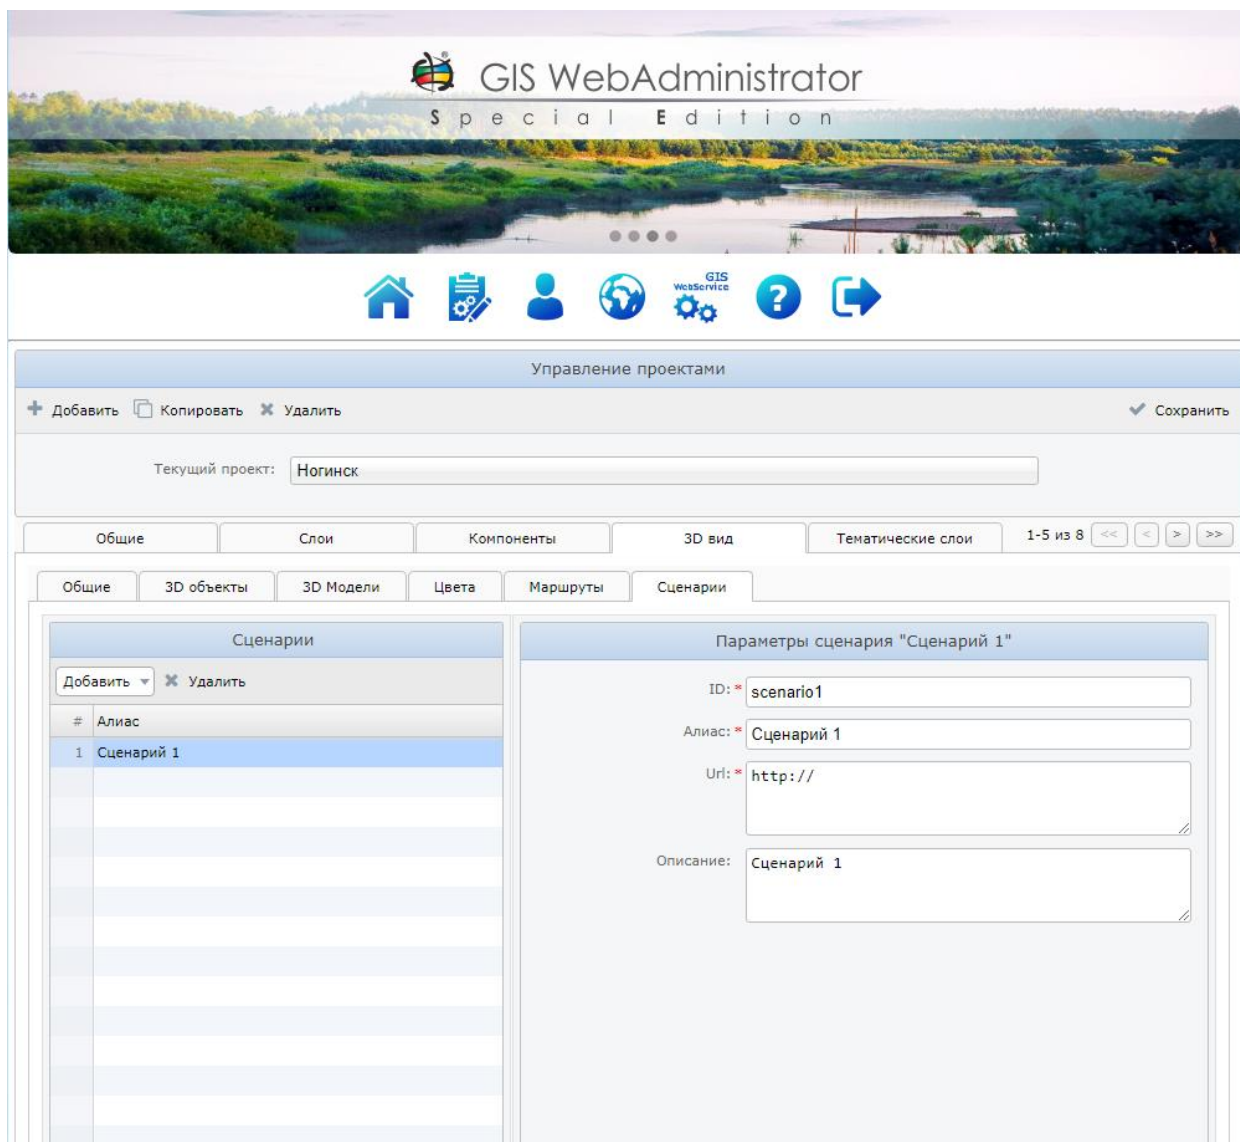 GIS WebAdministrator
Special Edition
GIS
WebService
?
Управление проектами
Добавить Копировать Удалить Сохранить
Текущий проект: Ногинск
Общие Слои Компоненты 3D вид Тематические слои 1-5 из 8 << < > >>
Общие 3D объекты 3D Модели Цвета Маршруты Сценарии
Сценарии
Добавить Удалить
# Алиас
1 Сценарий 1
Параметры сценария "Сценарий 1"
ID: * scenario1
Алиас: * Сценарий 1
Url: * http://
Описание: Сценарий 1